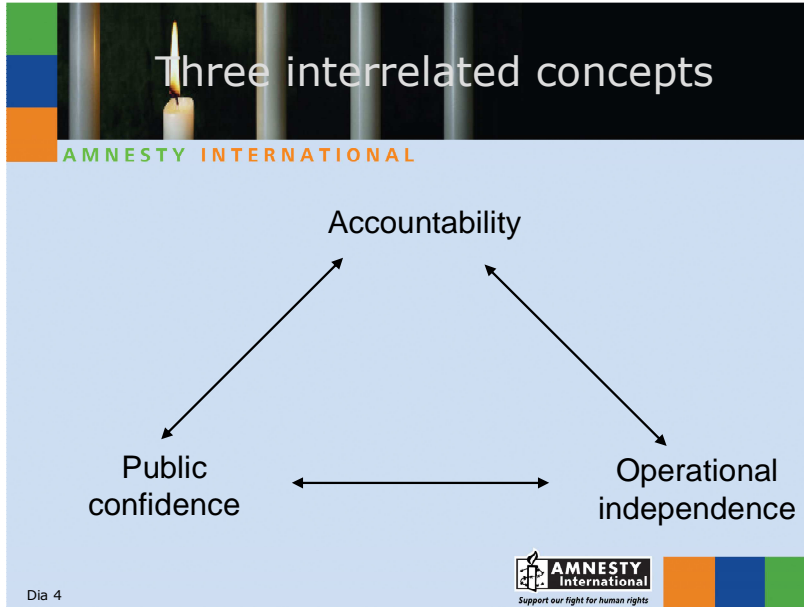 Three interrelated concepts
AMNESTY INTERNATIONAL
Accountability
Public
confidence
Operational
independence
AMNESTY
International
Support our fight for human rights
Dia 4